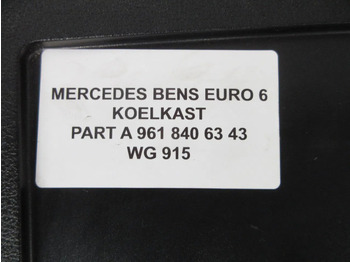 MERCEDES BENS EURO 6
KOELKAST
PART A 961 840 63 43
WG 915